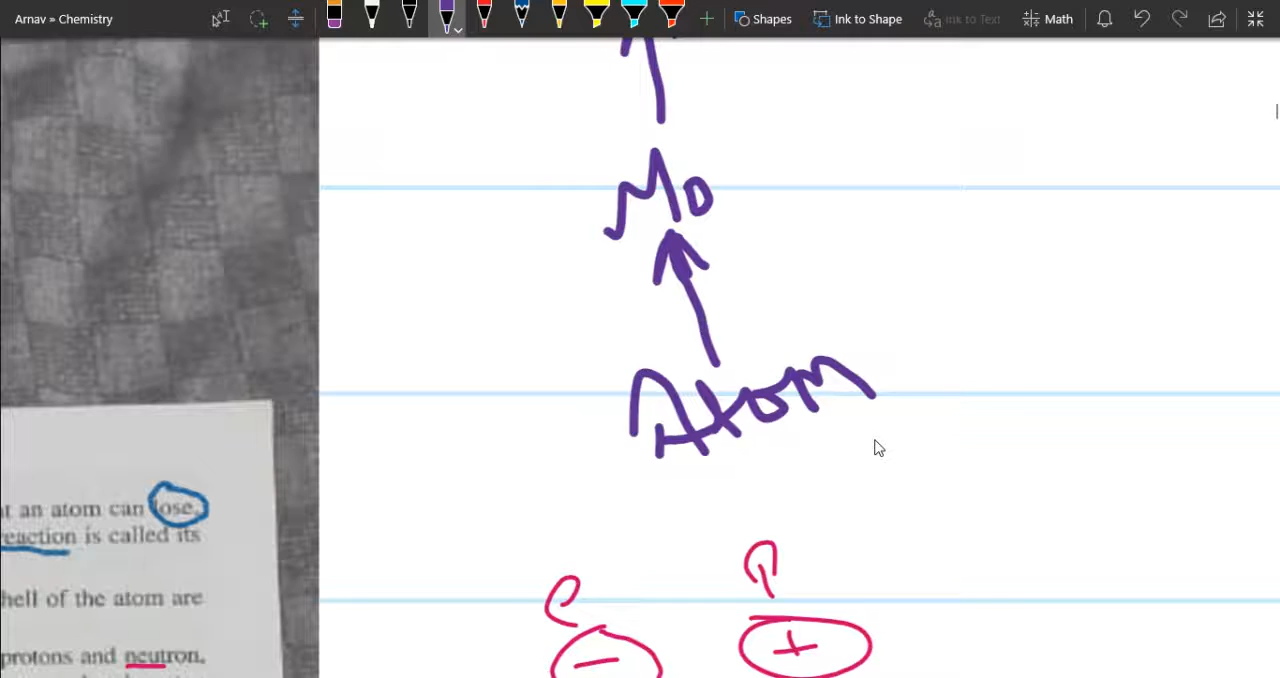 Arnav » Chemistry
Shapes
Ink to Shape
Ink to Text
Math
Mo
Atom
t an atom can lose,
reaction is called its
hell of the atom are
protons and neutron,
e
P
−
+